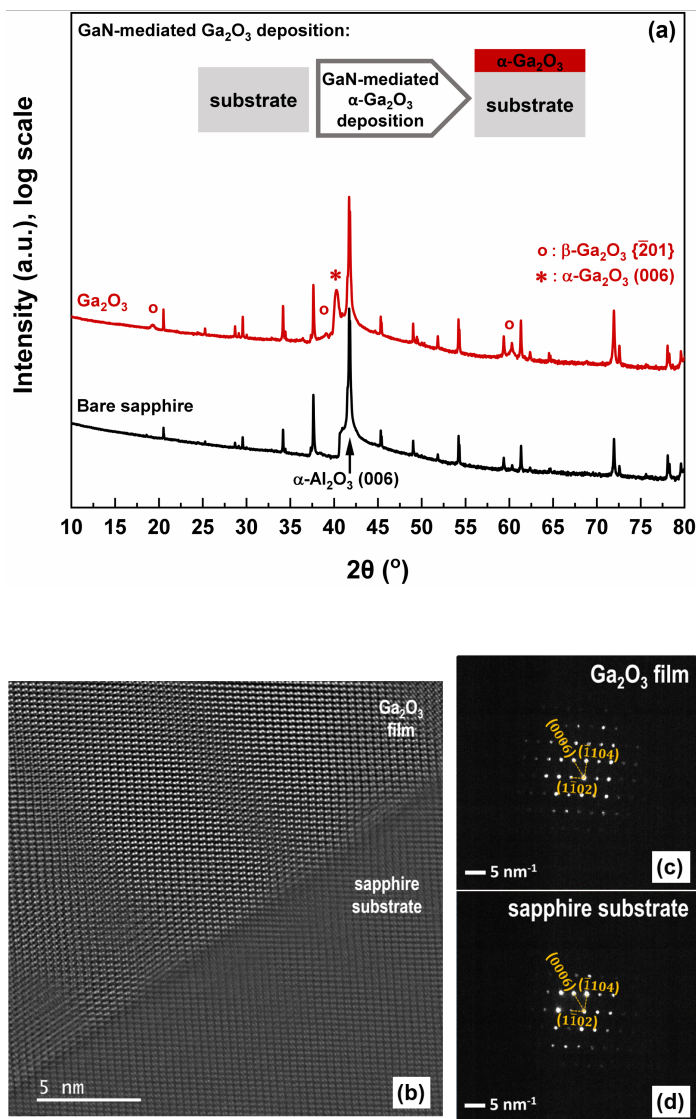 GaN-mediated Ga₂O₃ deposition:
(a)
substrate
GaN-mediated
α-Ga₂O₃
deposition
α-Ga₂O₃
substrate
Intensity (a.u.), log scale
o : β-Ga₂O₃ {2̅01}
* : α-Ga₂O₃ (006)
Ga₂O₃
o
o
*
o
Bare sapphire
α-Al₂O₃ (006)
10 15 20 25 30 35 40 45 50 55 60 65 70 75 80
2θ (°)
Ga₂O₃
film
sapphire
substrate
5 nm
(b)
Ga₂O₃ film
(0006)
(1̅104)
(11̅02)
5 nm⁻¹
(c)
sapphire substrate
(0006)
(1̅104)
(11̅02)
5 nm⁻¹
(d)